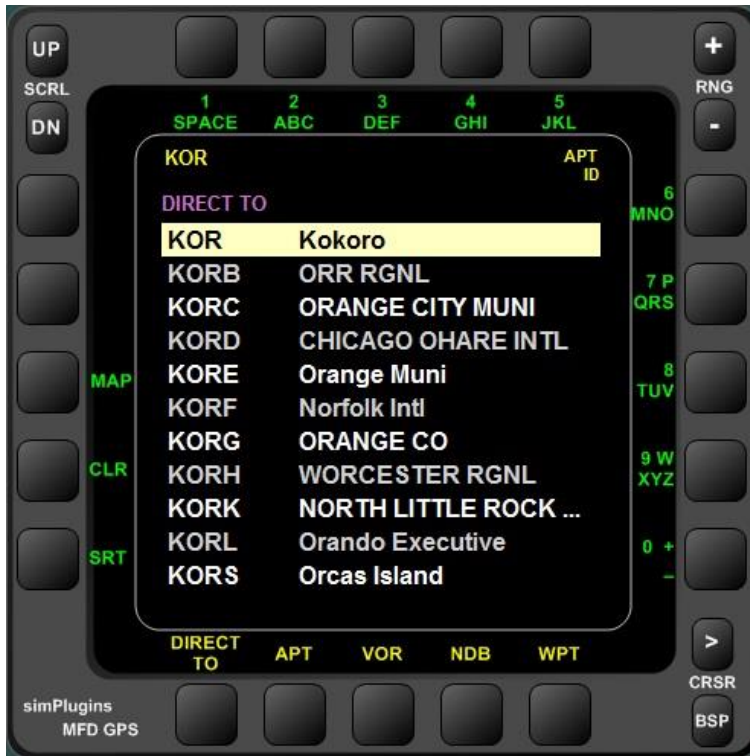 UP
SCRL
DN
+
RNG
-
1 2 3 4 5
SPACE ABC DEF GHI JKL
KOR APT
ID
DIRECT TO
KOR Kokoro
KORB ORR RGNL
KORC ORANGE CITY MUNI
KORD CHICAGO OHARE INTL
KORE Orange Muni
KORF Norfolk Intl
KORG ORANGE CO
KORH WORCESTER RGNL
KORK NORTH LITTLE ROCK ...
KORL Orando Executive
KORS Orcas Island
MAP
CLR
SRT
6
MNO
7 P
QRS
8
TUV
9 W
XYZ
0 +
–
DIRECT
TO APT VOR NDB WPT
>
CRSR
BSP
simPlugins
MFD GPS